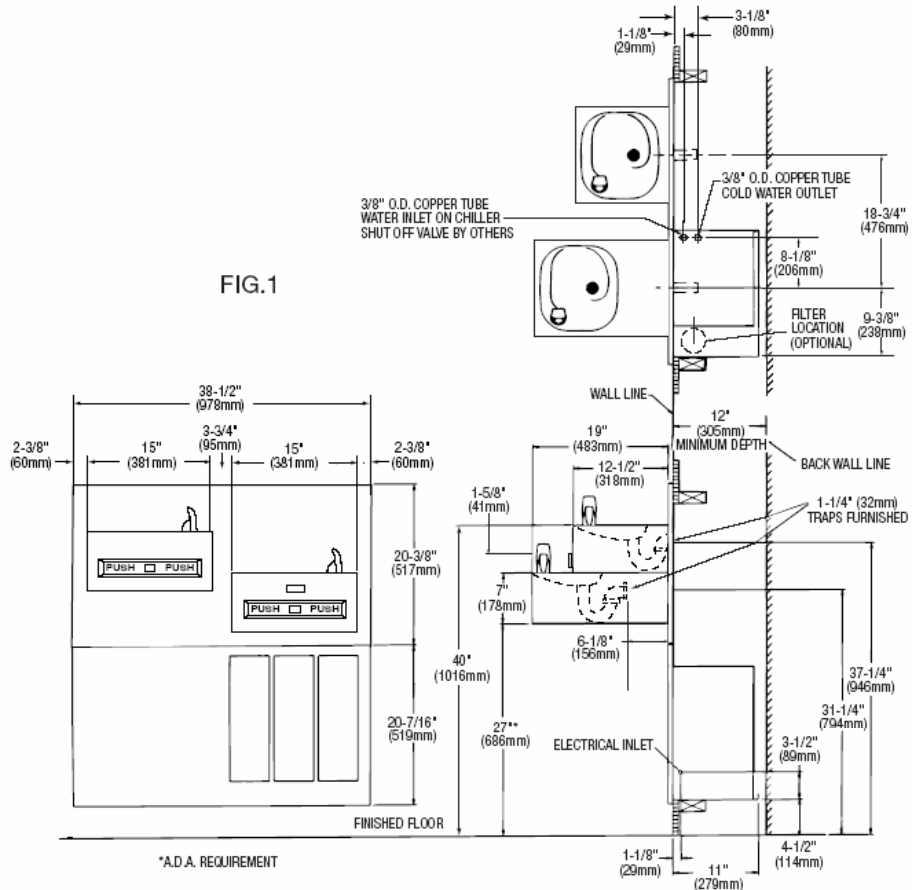 3-1/8"
(80mm)
1-1/8"
(29mm)
3/8" O.D. COPPER TUBE
COLD WATER OUTLET
3/8" O.D. COPPER TUBE
WATER INLET ON CHILLER
SHUT OFF VALVE BY OTHERS
18-3/4"
(476mm)
8-1/8"
(206mm)
FIG.1
FILTER
LOCATION
(OPTIONAL)
9-3/8"
(238mm)
WALL LINE
38-1/2"
(978mm)
12"
(305mm)
MINIMUM DEPTH
BACK WALL LINE
2-3/8"
(60mm)
15"
(381mm)
3-3/4"
(95mm)
15"
(381mm)
2-3/8"
(60mm)
19"
(483mm)
12-1/2"
(318mm)
1-5/8"
(41mm)
1-1/4" (32mm)
TRAPS FURNISHED
20-3/8"
(517mm)
PUSH PUSH
PUSH PUSH
7"
(178mm)
6-1/8"
(156mm)
40"
(1016mm)
37-1/4"
(946mm)
31-1/4"
(794mm)
20-7/16"
(519mm)
27"*
(686mm)
ELECTRICAL INLET
3-1/2"
(89mm)
FINISHED FLOOR
*A.D.A. REQUIREMENT
1-1/8"
(29mm)
11"
(279mm)
4-1/2"
(114mm)